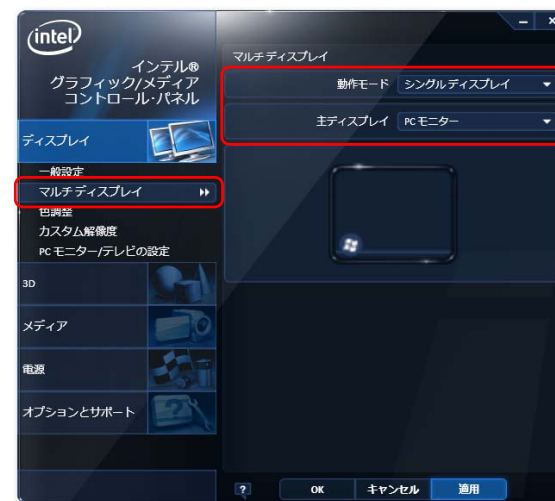 intel
インテル®
グラフィック/メディア
コントロール・パネル
ディスプレイ
一般設定
マルチディスプレイ
色調整
カスタム解像度
PCモニター/テレビの設定
3D
メディア
電源
オプションとサポート
マルチディスプレイ
動作モード シングルディスプレイ
主ディスプレイ PCモニター
? OK キャンセル 適用